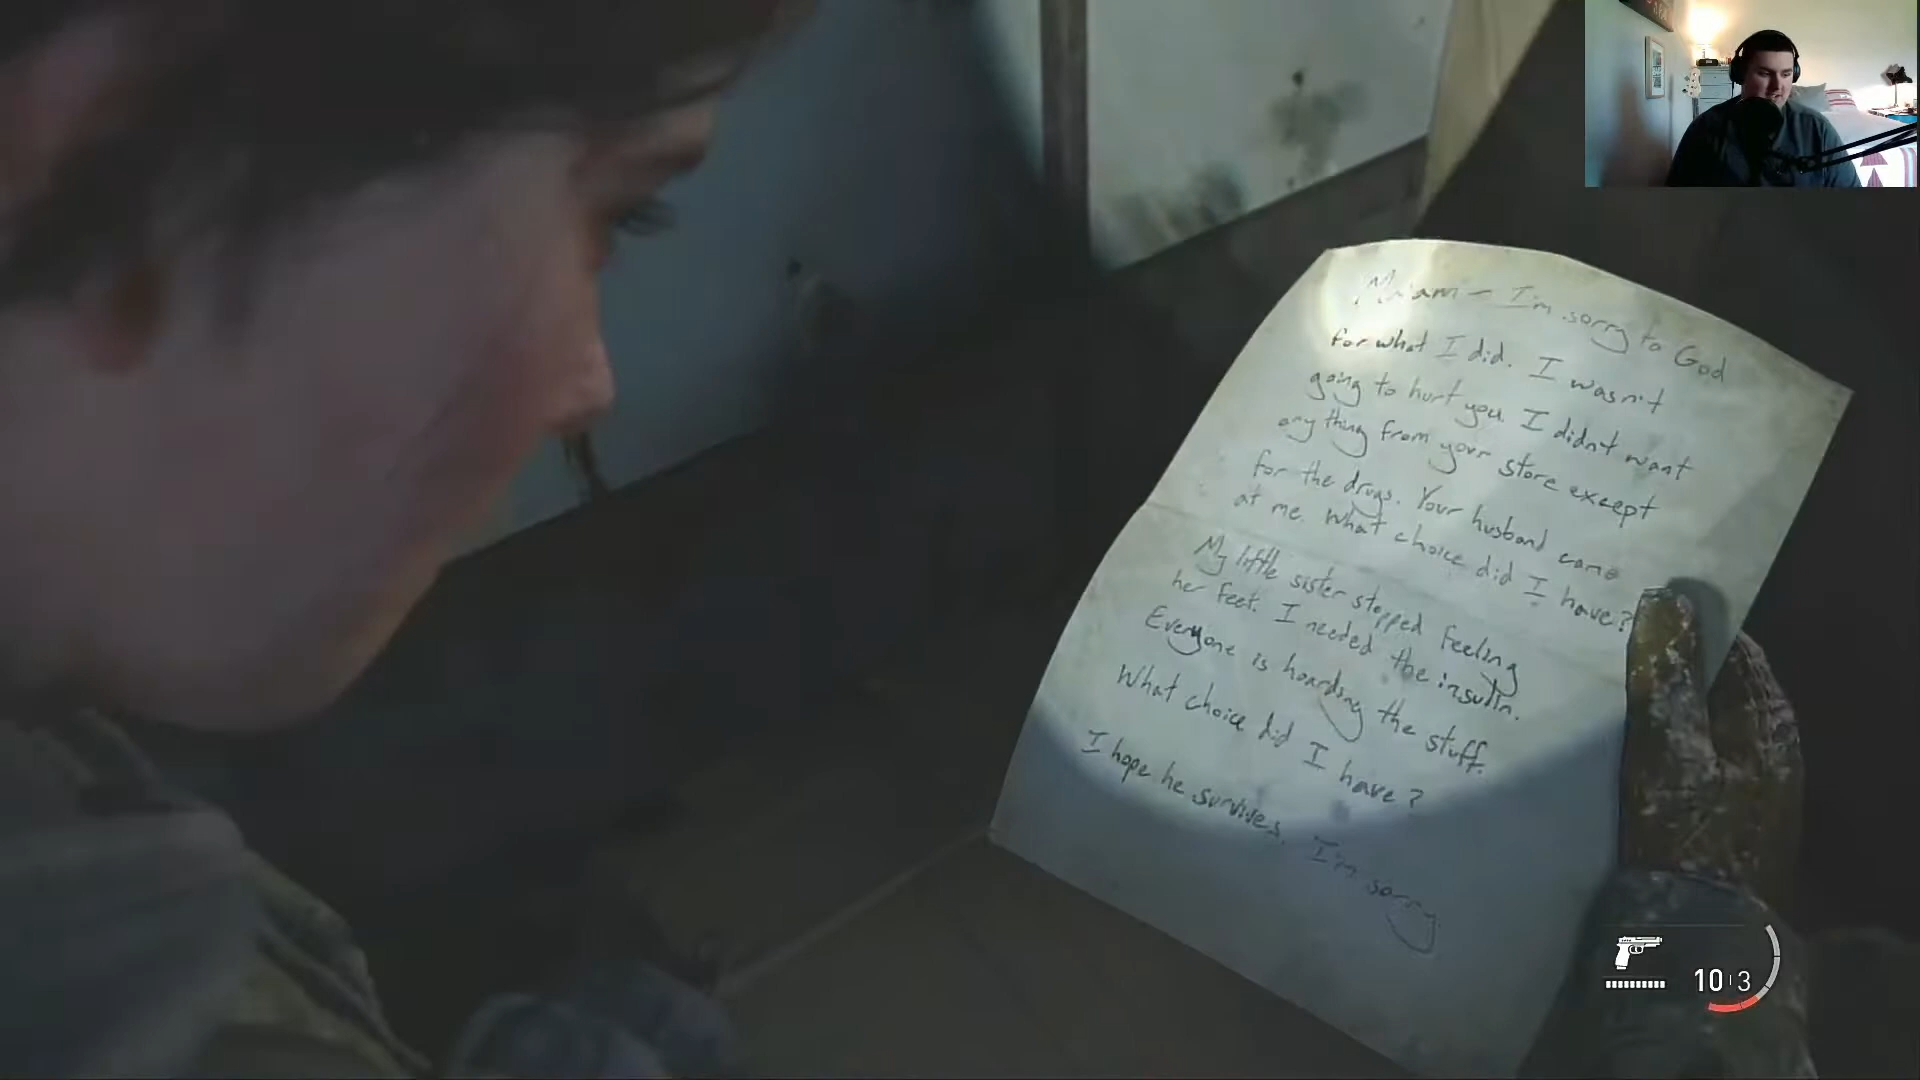 Ma'am - I'm sorry to God
for what I did. I wasn't
going to hurt you. I didn't want
anything from your store except
for the drugs. Your husband came
at me. What choice did I have?
My little sister stopped feeling
her feet. I needed the insulin.
Everyone is hoarding the stuff.
What choice did I have?
I hope he survives. I'm sorry.
10 3